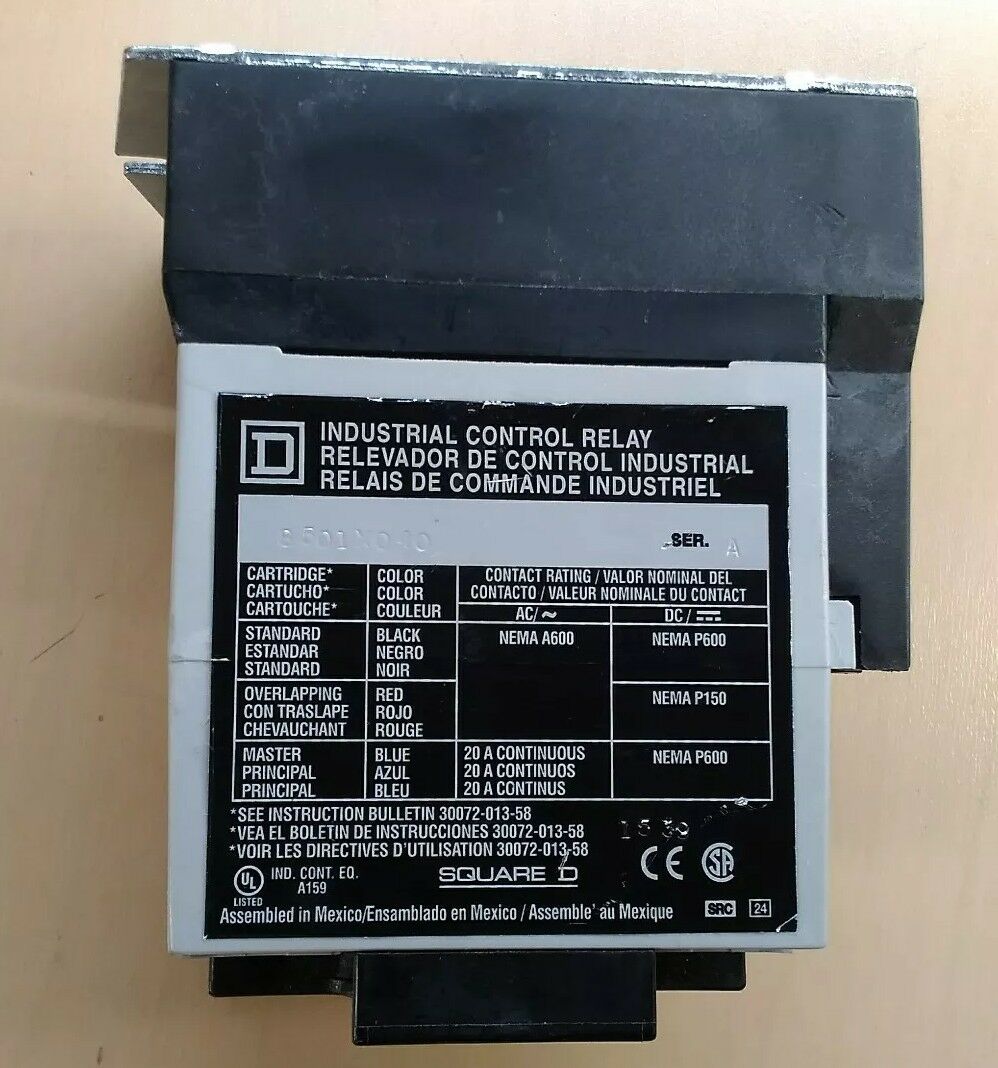 D
INDUSTRIAL CONTROL RELAY
RELEVADOR DE CONTROL INDUSTRIAL
RELAIS DE COMMANDE INDUSTRIEL
8501XO40 SER. A
CARTRIDGE* COLOR CONTACT RATING / VALOR NOMINAL DEL
CARTUCHO* COLOR CONTACTO / VALEUR NOMINALE DU CONTACT
CARTOUCHE* COULEUR AC/~ DC/⎓
STANDARD BLACK NEMA A600 NEMA P600
ESTANDAR NEGRO
STANDARD NOIR
OVERLAPPING RED NEMA P150
CON TRASLAPE ROJO
CHEVAUCHANT ROUGE
MASTER BLUE 20 A CONTINUOUS NEMA P600
PRINCIPAL AZUL 20 A CONTINUOS
PRINCIPAL BLEU 20 A CONTINUS
*SEE INSTRUCTION BULLETIN 30072-013-58
*VEA EL BOLETIN DE INSTRUCCIONES 30072-013-58
*VOIR LES DIRECTIVES D'UTILISATION 30072-013-58
CE SA
UL LISTED IND. CONT. EQ. A159
SQUARE D
Assembled in Mexico/Ensamblado en Mexico / Assemble' au Mexique SRC 24